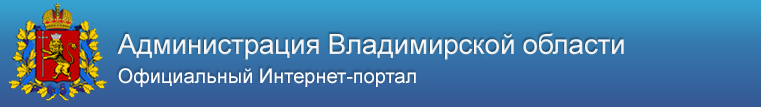 Администрация Владимирской области
Официальный Интернет-портал